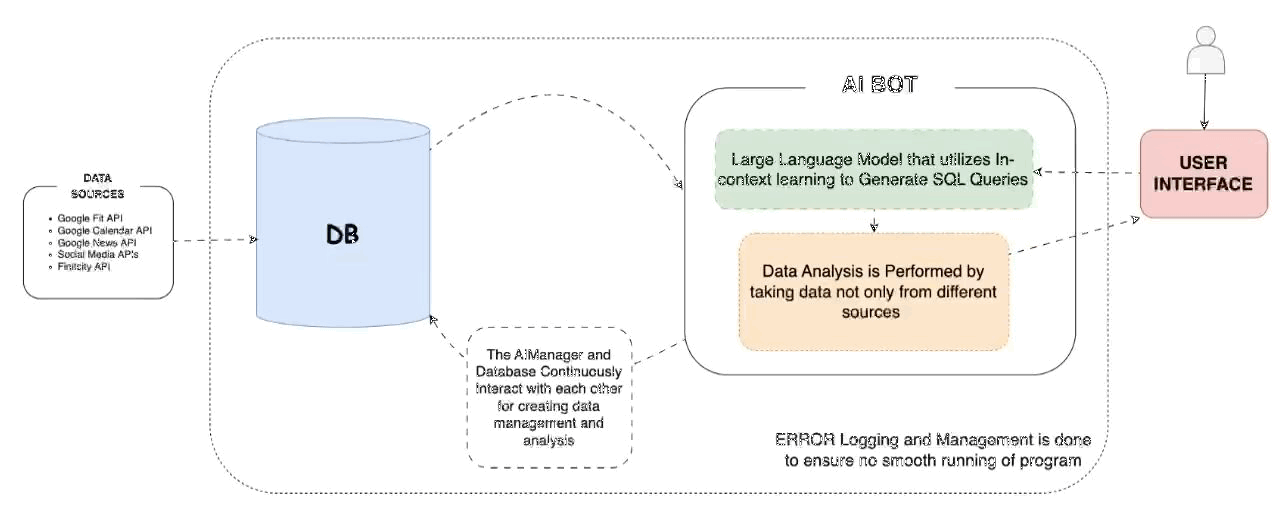 AI BOT
Large Language Model that utilizes In-
context learning to Generate SQL Queries
USER
INTERFACE
DATA
SOURCES
Google Fit API
Google Calendar API
Google News API
Social Media API's
DB
Data Analysis is Performed by
taking data not only from different
sources
The AIManager and
Database Continuously
Interact with each other
for creating data
management and
analysis
ERROR Logging and Management is done
to ensure no smooth running of program